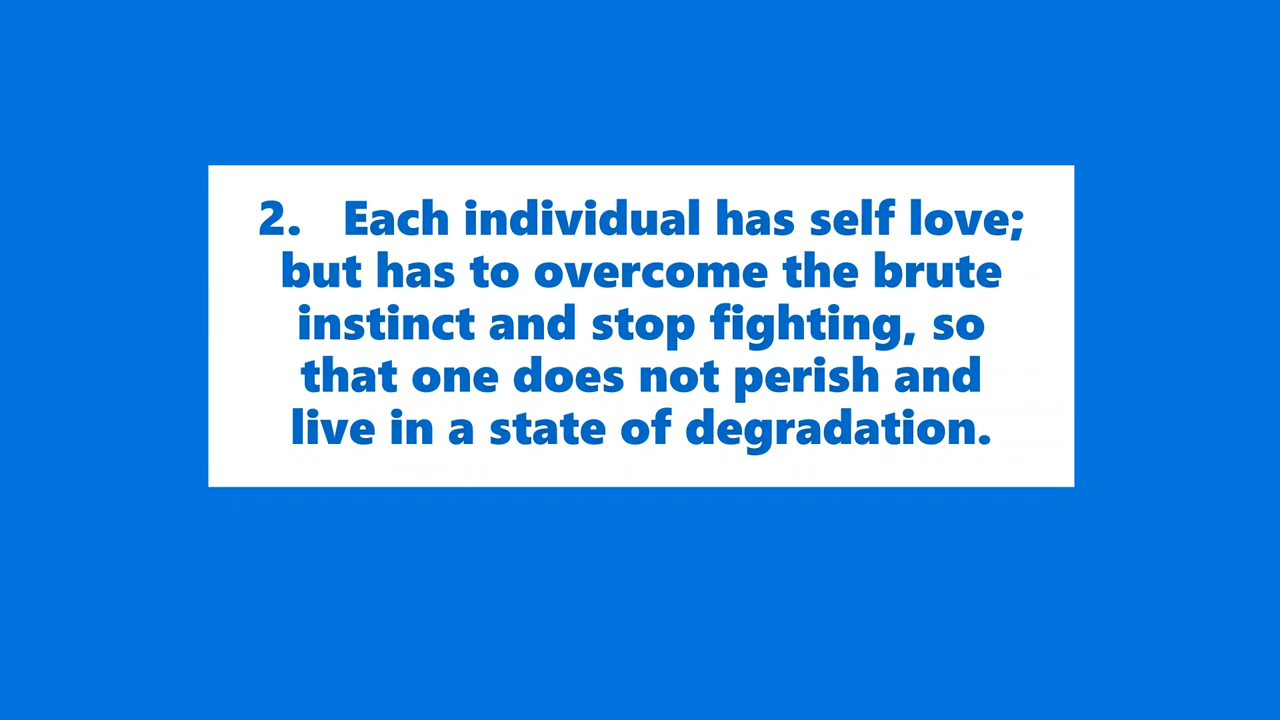 2. Each individual has self love;
but has to overcome the brute
instinct and stop fighting, so
that one does not perish and
live in a state of degradation.